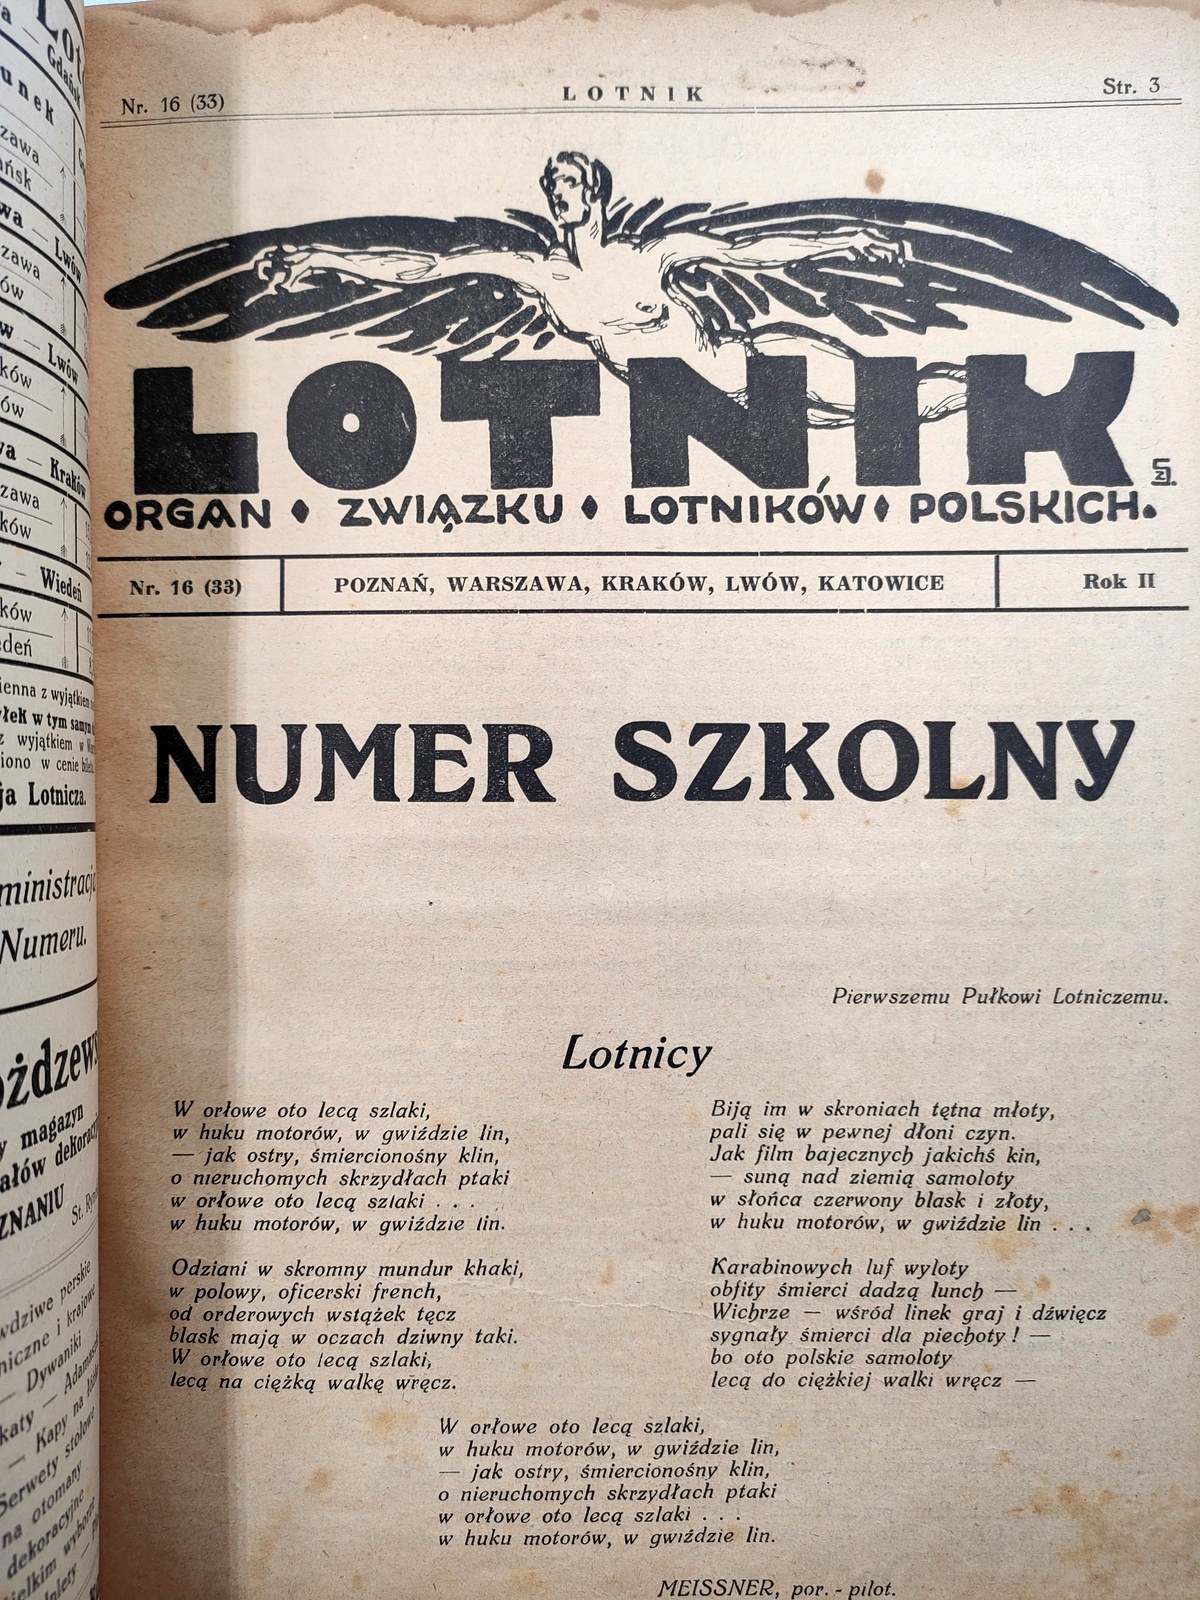 Nr. 16 (33)
LOTNIK
Str. 3
LOTNIK
ORGAN ♦ ZWIĄZKU ♦ LOTNIKÓW ♦ POLSKICH.
Nr. 16 (33)
POZNAŃ, WARSZAWA, KRAKÓW, LWÓW, KATOWICE
Rok II
NUMER SZKOLNY
Pierwszemu Pułkowi Lotniczemu.
Lotnicy
W orłowe oto lecą szlaki,
w huku motorów, w gwiździe lin,
— jak ostry, śmiercionośny klin,
o nieruchomych skrzydłach ptaki
w orłowe oto lecą szlaki . . .
w huku motorów, w gwiździe lin.
Odziani w skromny mundur khaki,
w polowy, oficerski french,
od orderowych wstążek tęcz
blask mają w oczach dziwny taki.
W orłowe oto lecą szlaki,
lecą na ciężką walkę wręcz.
Biją im w skroniach tętna młoty,
pali się w pewnej dłoni czyn.
Jak film bajecznych jakichś kin,
— suną nad ziemią samoloty
w słońca czerwony blask i złoty,
w huku motorów, w gwiździe lin . . .
Karabinowych luf wyloty
obfity śmierci dadzą lunch —
Wichrze — wśród linek graj i dźwięcz
sygnały śmierci dla piechoty! —
bo oto polskie samoloty
lecą do ciężkiej walki wręcz —
W orłowe oto lecą szlaki,
w huku motorów, w gwiździe lin,
— jak ostry, śmiercionośny klin,
o nieruchomych skrzydłach ptaki
w orłowe oto lecą szlaki . . .
w huku motorów, w gwiździe lin.
MEISSNER, por. - pilot.